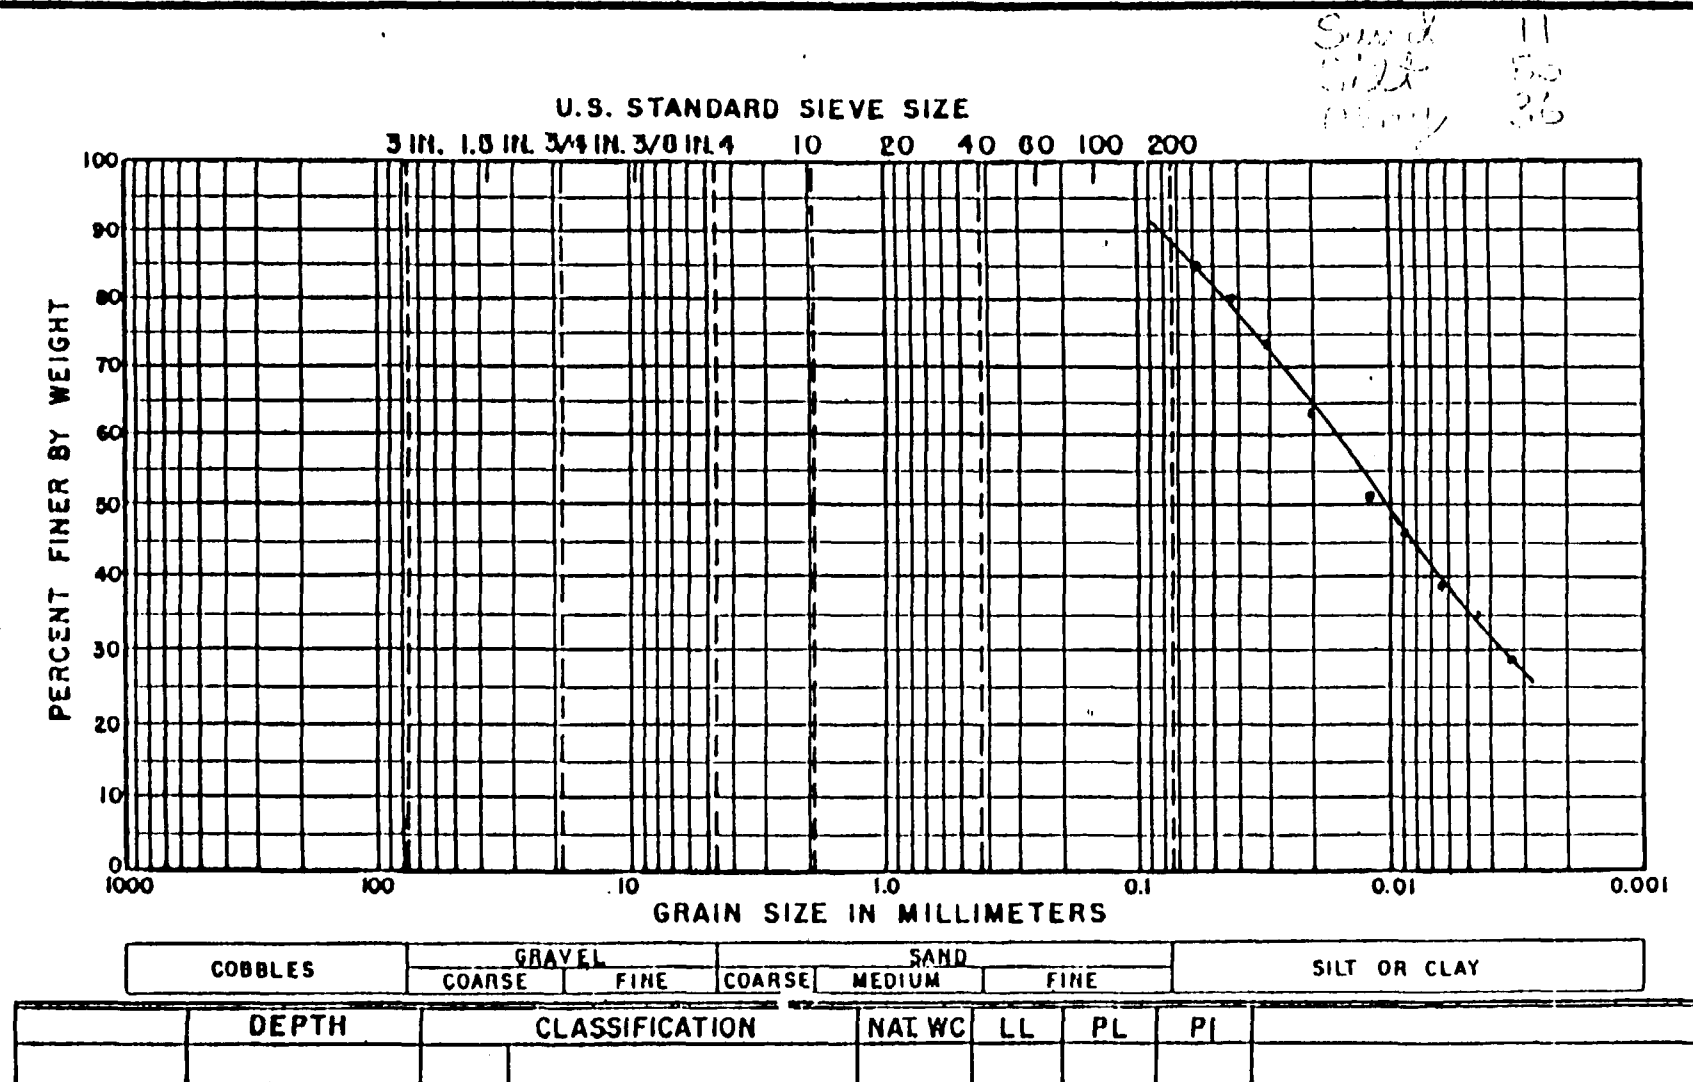 Sand 11
Silt 50
36
U.S. STANDARD SIEVE SIZE
3 IN. 1.5 IN. 3/4 IN. 3/8 IN. 4 10 20 40 60 100 200
100
90
80
70
60
50
40
30
20
10
0
PERCENT FINER BY WEIGHT
1000 100 10 1.0 0.1 0.01 0.001
GRAIN SIZE IN MILLIMETERS
COBBLES GRAVEL SAND SILT OR CLAY
COARSE FINE COARSE MEDIUM FINE
DEPTH CLASSIFICATION NAT. WC LL PL PI